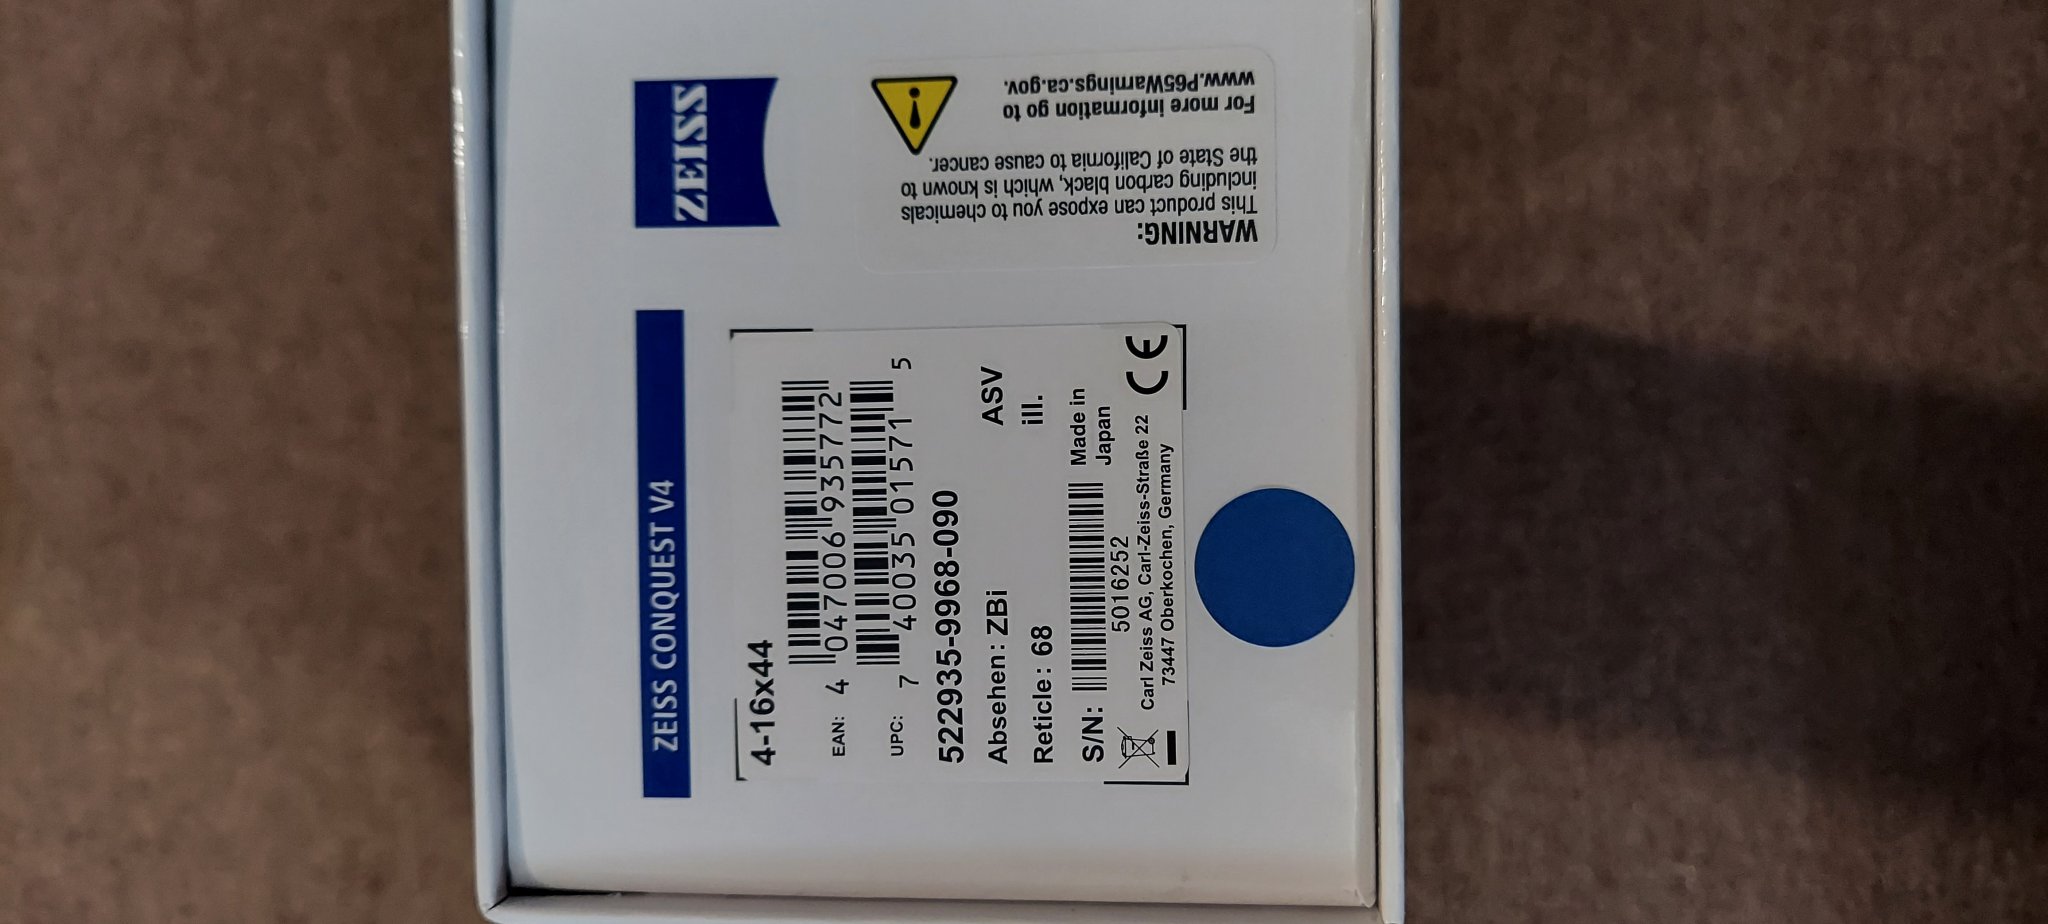 ZEISS
ZEISS CONQUEST V4
4-16x44
EAN: 4 047006 935772
UPC: 7 40035 01571 5
522935-9968-090
Absehen: ZBi ASV
Reticle: 68 ill.
S/N: 5016252 Made in
Japan
Carl Zeiss AG, Carl-Zeiss-Straße 22
73447 Oberkochen, Germany
CE
WARNING:
This product can expose you to chemicals
including carbon black, which is known to
the State of California to cause cancer.
For more information go to
www.P65Warnings.ca.gov.